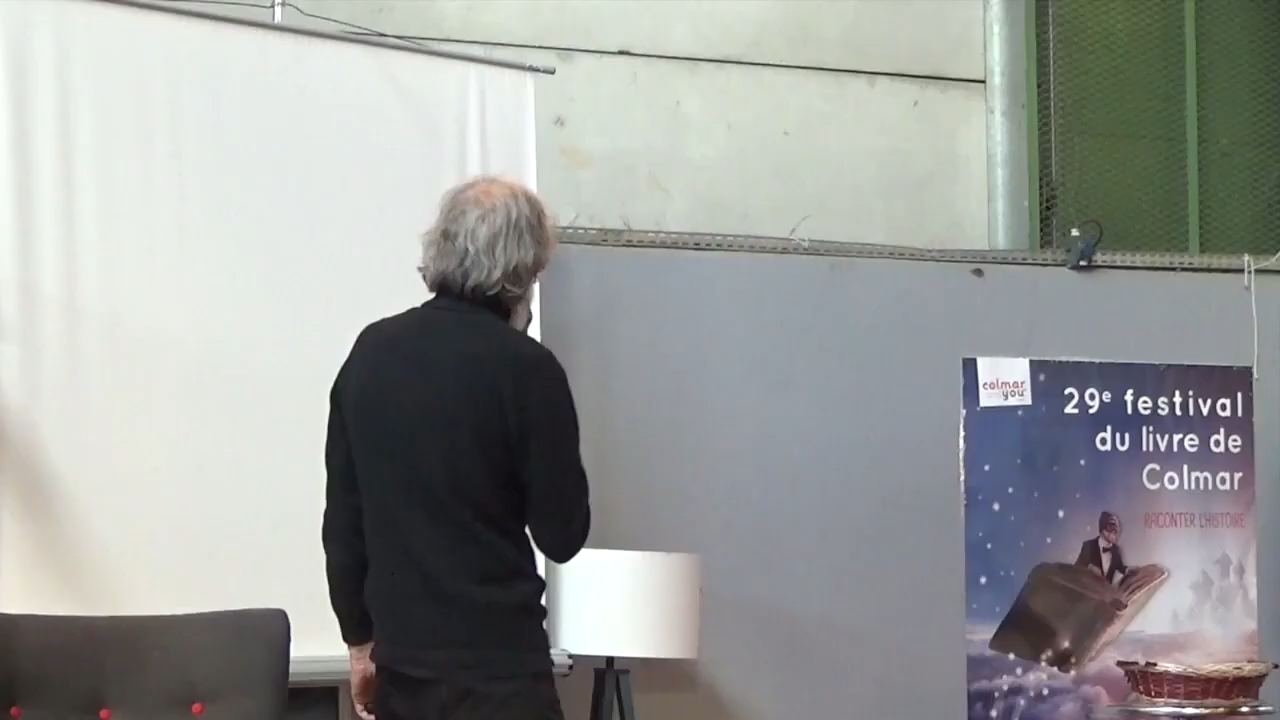 colmar
you
29e festival
du livre de
Colmar
RACONTER L'HISTOIRE